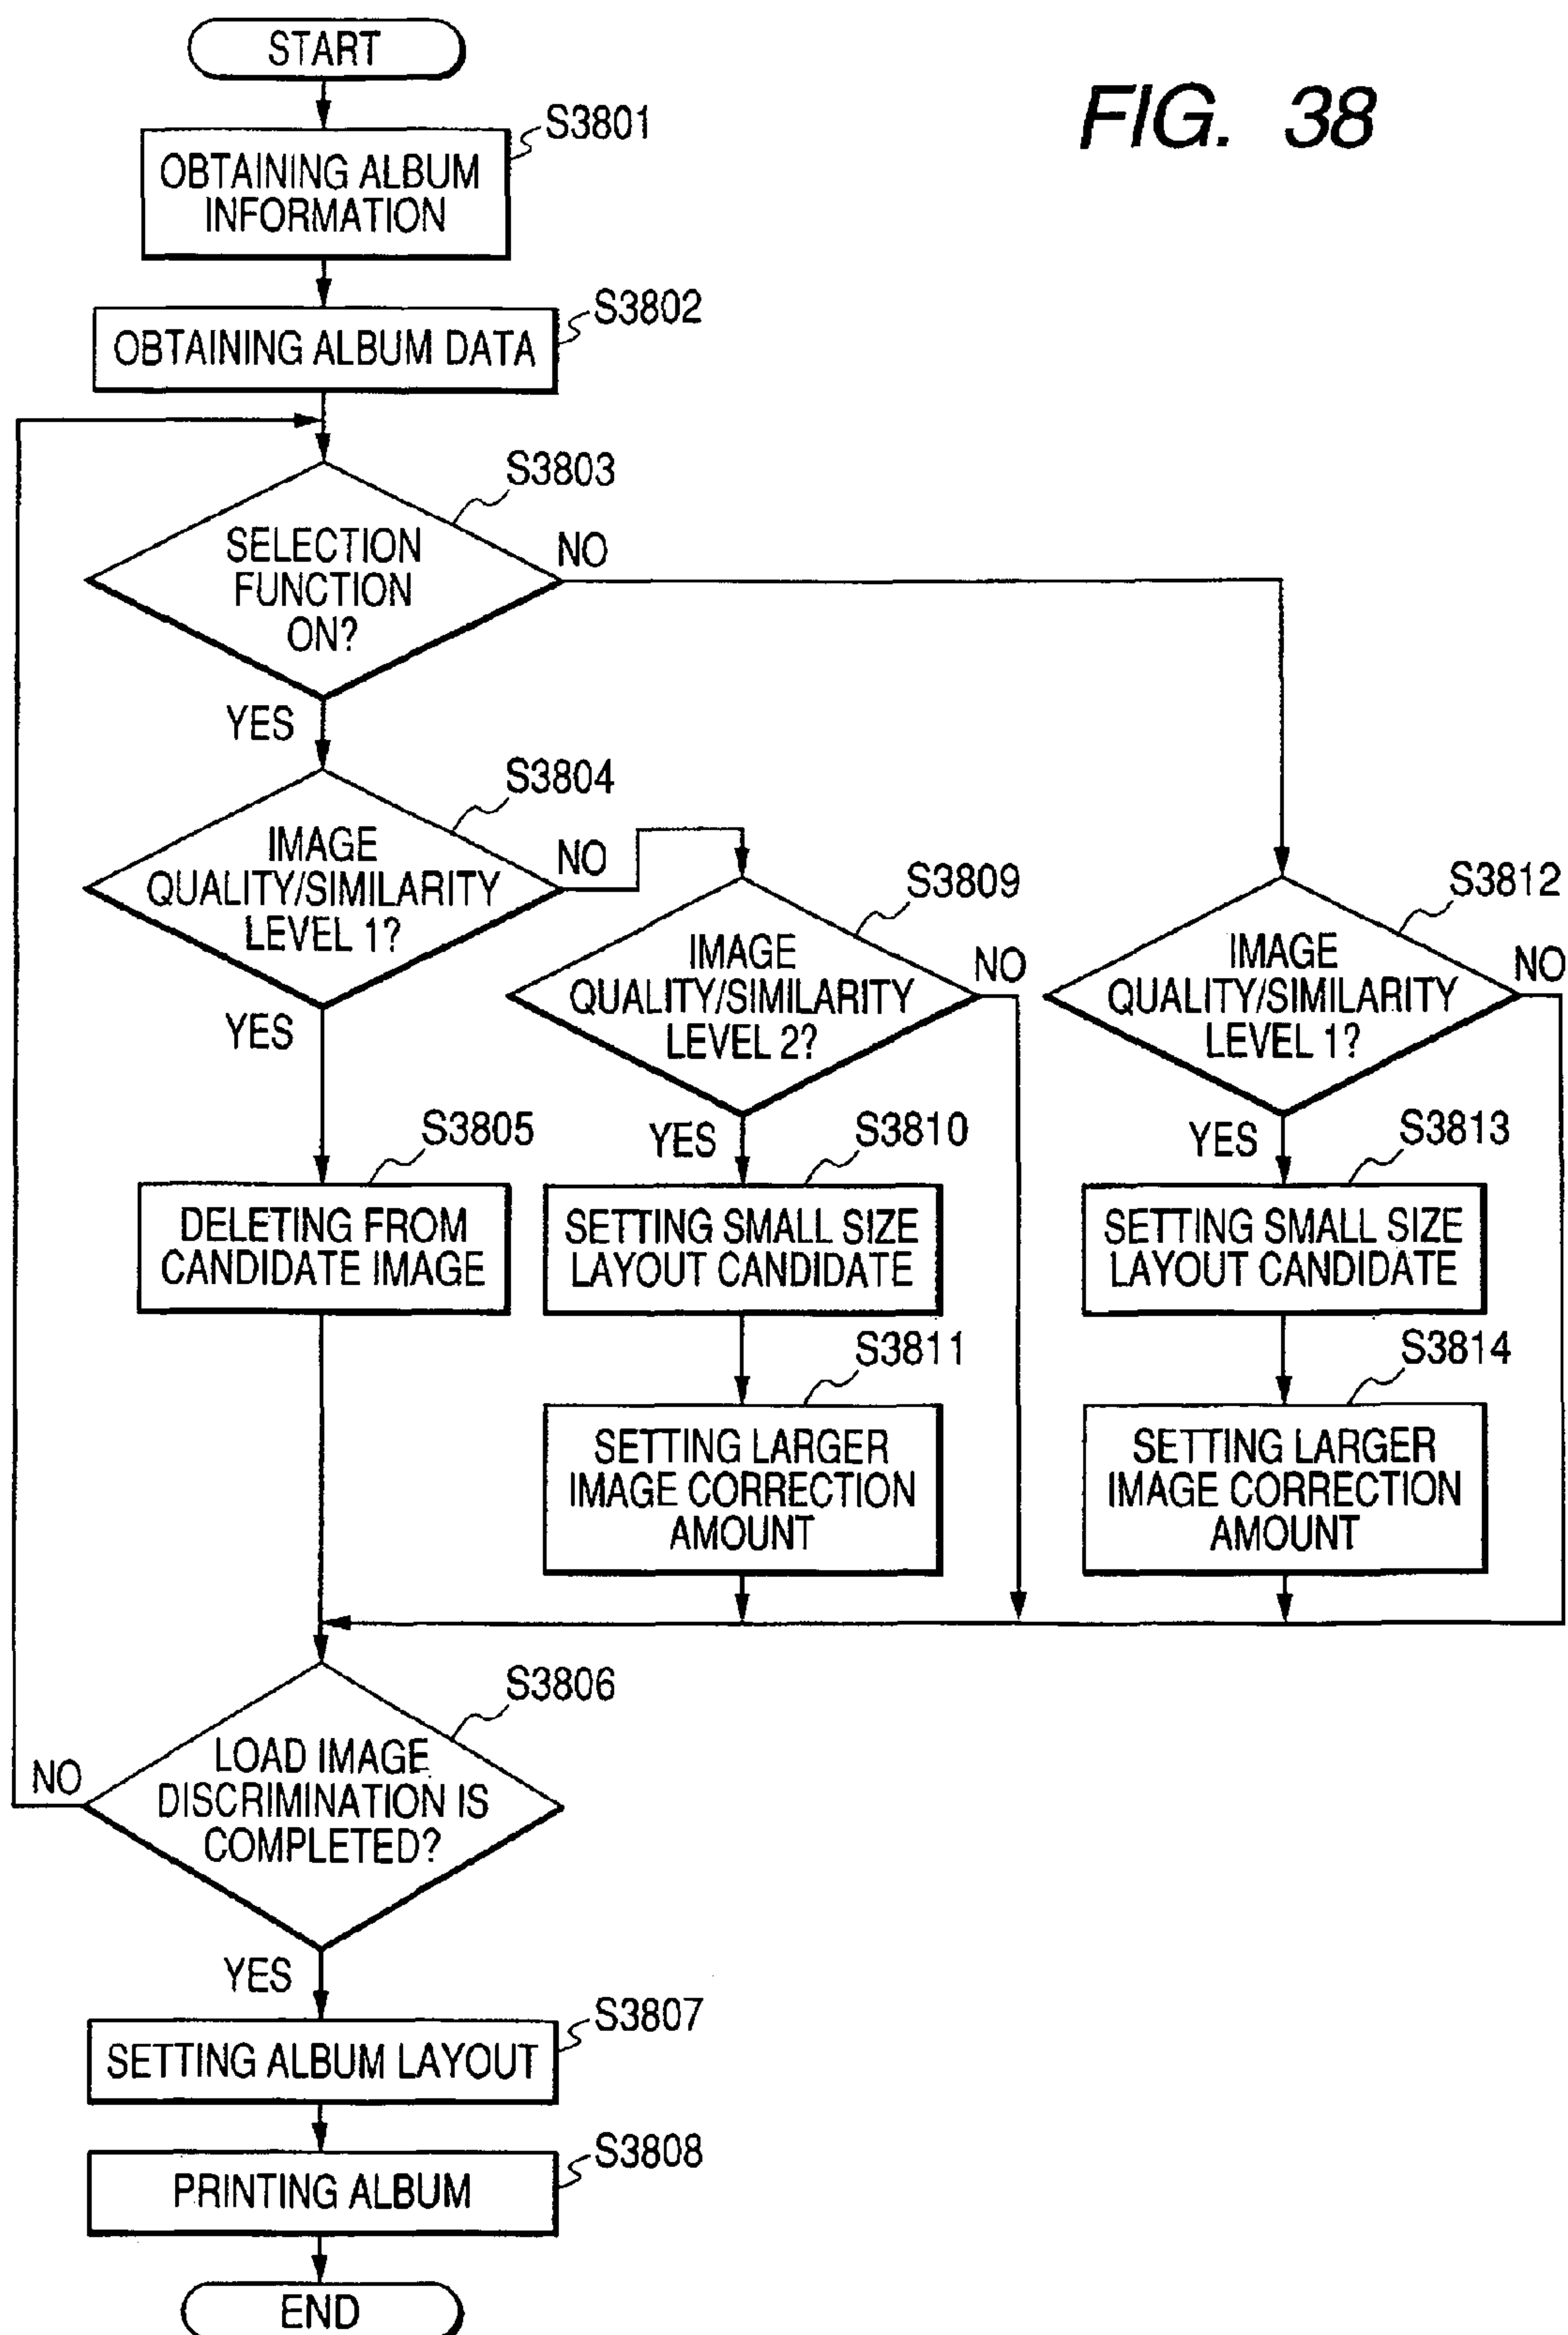 START
FIG. 38
S3801
OBTAINING ALBUM
INFORMATION
S3802
OBTAINING ALBUM DATA
S3803
SELECTION
FUNCTION
ON?
NO
YES
S3804
IMAGE
QUALITY/SIMILARITY
LEVEL 1?
NO
YES
S3809
IMAGE
QUALITY/SIMILARITY
LEVEL 2?
NO
YES
S3812
IMAGE
QUALITY/SIMILARITY
LEVEL 1?
NO
YES
S3805
DELETING FROM
CANDIDATE IMAGE
S3810
SETTING SMALL SIZE
LAYOUT CANDIDATE
S3813
SETTING SMALL SIZE
LAYOUT CANDIDATE
S3811
SETTING LARGER
IMAGE CORRECTION
AMOUNT
S3814
SETTING LARGER
IMAGE CORRECTION
AMOUNT
S3806
LOAD IMAGE
DISCRIMINATION IS
COMPLETED?
NO
YES
S3807
SETTING ALBUM LAYOUT
S3808
PRINTING ALBUM
END